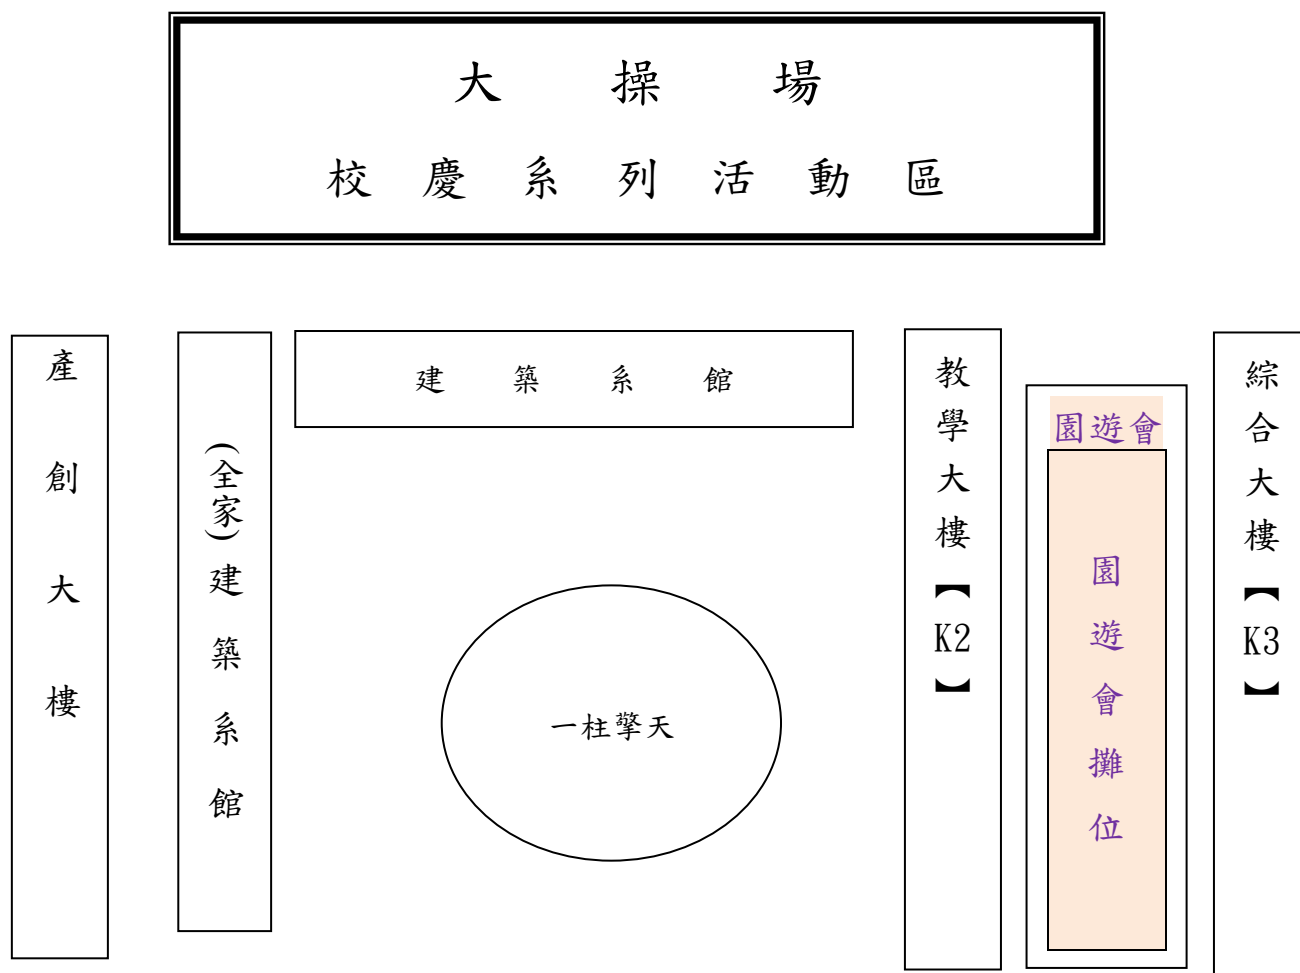 大操場
校慶系列活動區
產創大樓
(全家)建築系館
建築系館
一柱擎天
教學大樓【K2】
園遊會
園遊會攤位
綜合大樓【K3】